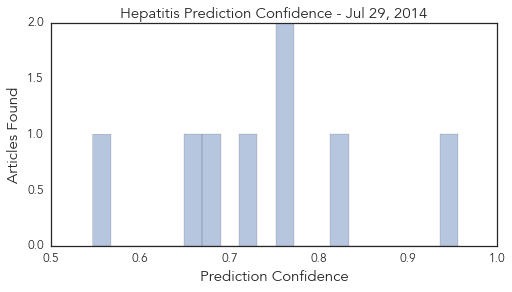 Hepatitis Prediction Confidence - Jul 29, 2014
2.0
1.5
1.0
0.5
0.0
Articles Found
0.5 0.6 0.7 0.8 0.9 1.0
Prediction Confidence